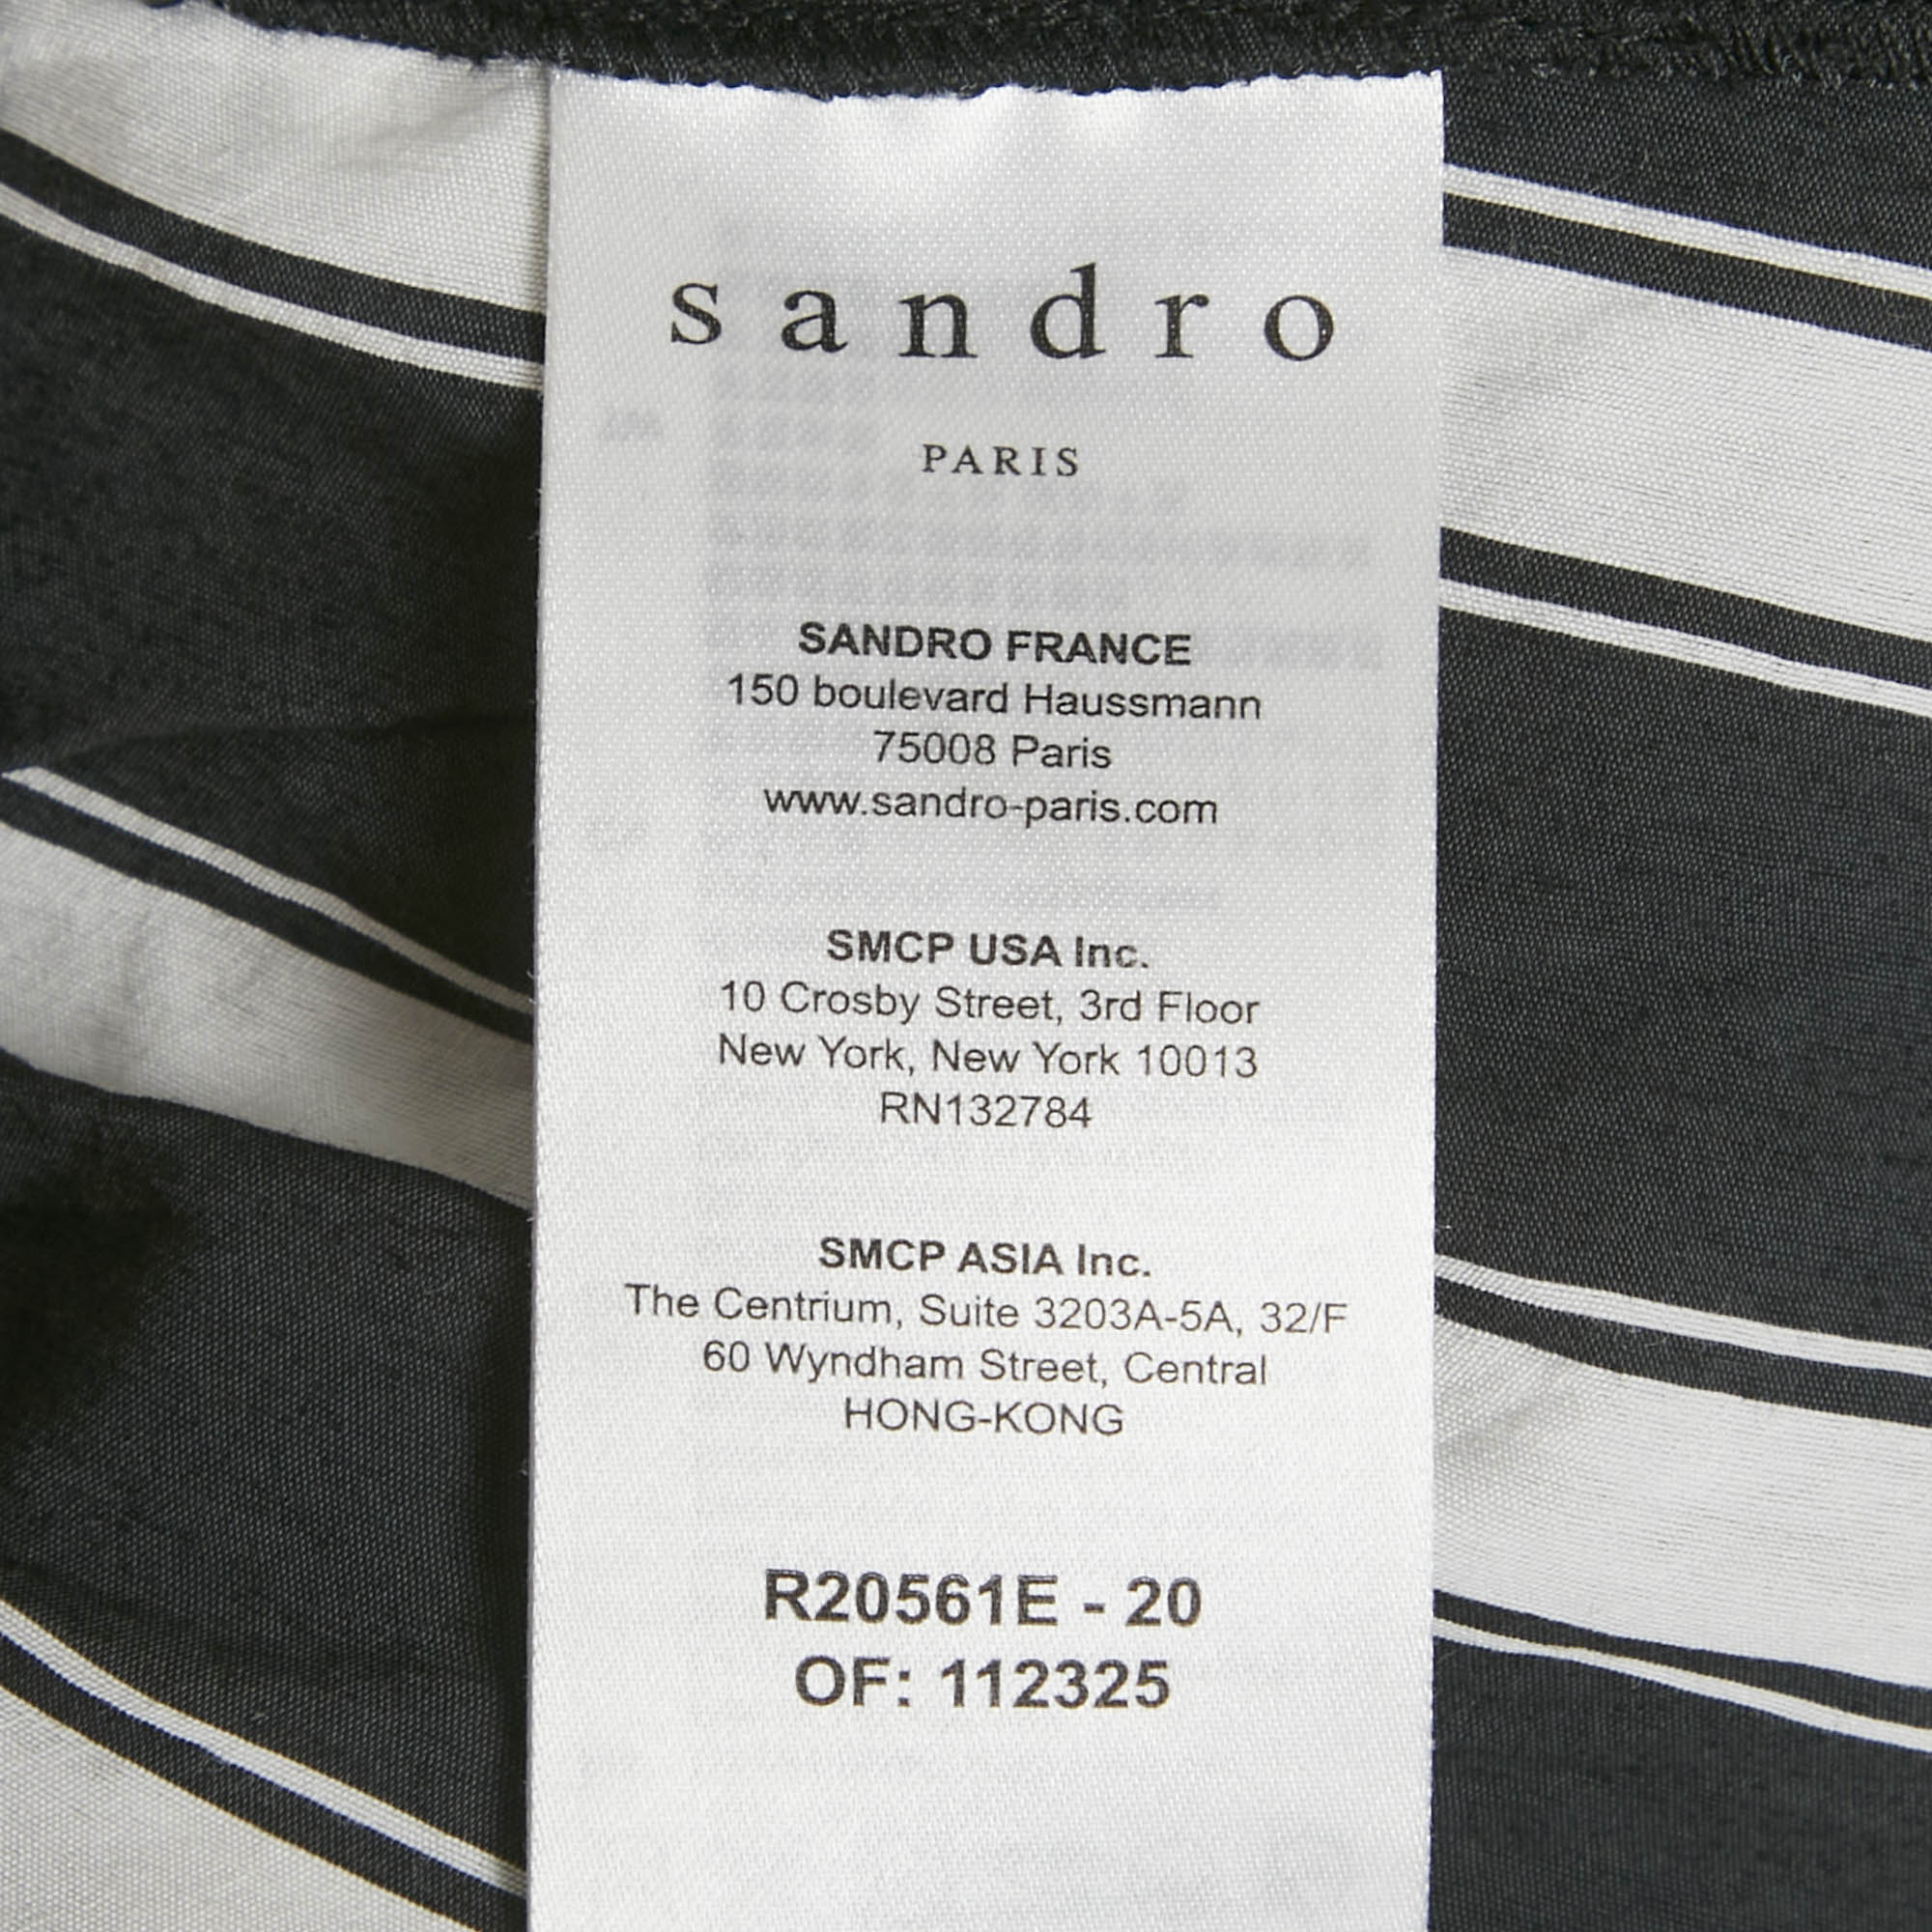 sandro
PARIS
SANDRO FRANCE
150 boulevard Haussmann
75008 Paris
www.sandro-paris.com
SMCP USA Inc.
10 Crosby Street, 3rd Floor
New York, New York 10013
RN132784
SMCP ASIA Inc.
The Centrium, Suite 3203A-5A, 32/F
60 Wyndham Street, Central
HONG-KONG
R20561E - 20
OF: 112325